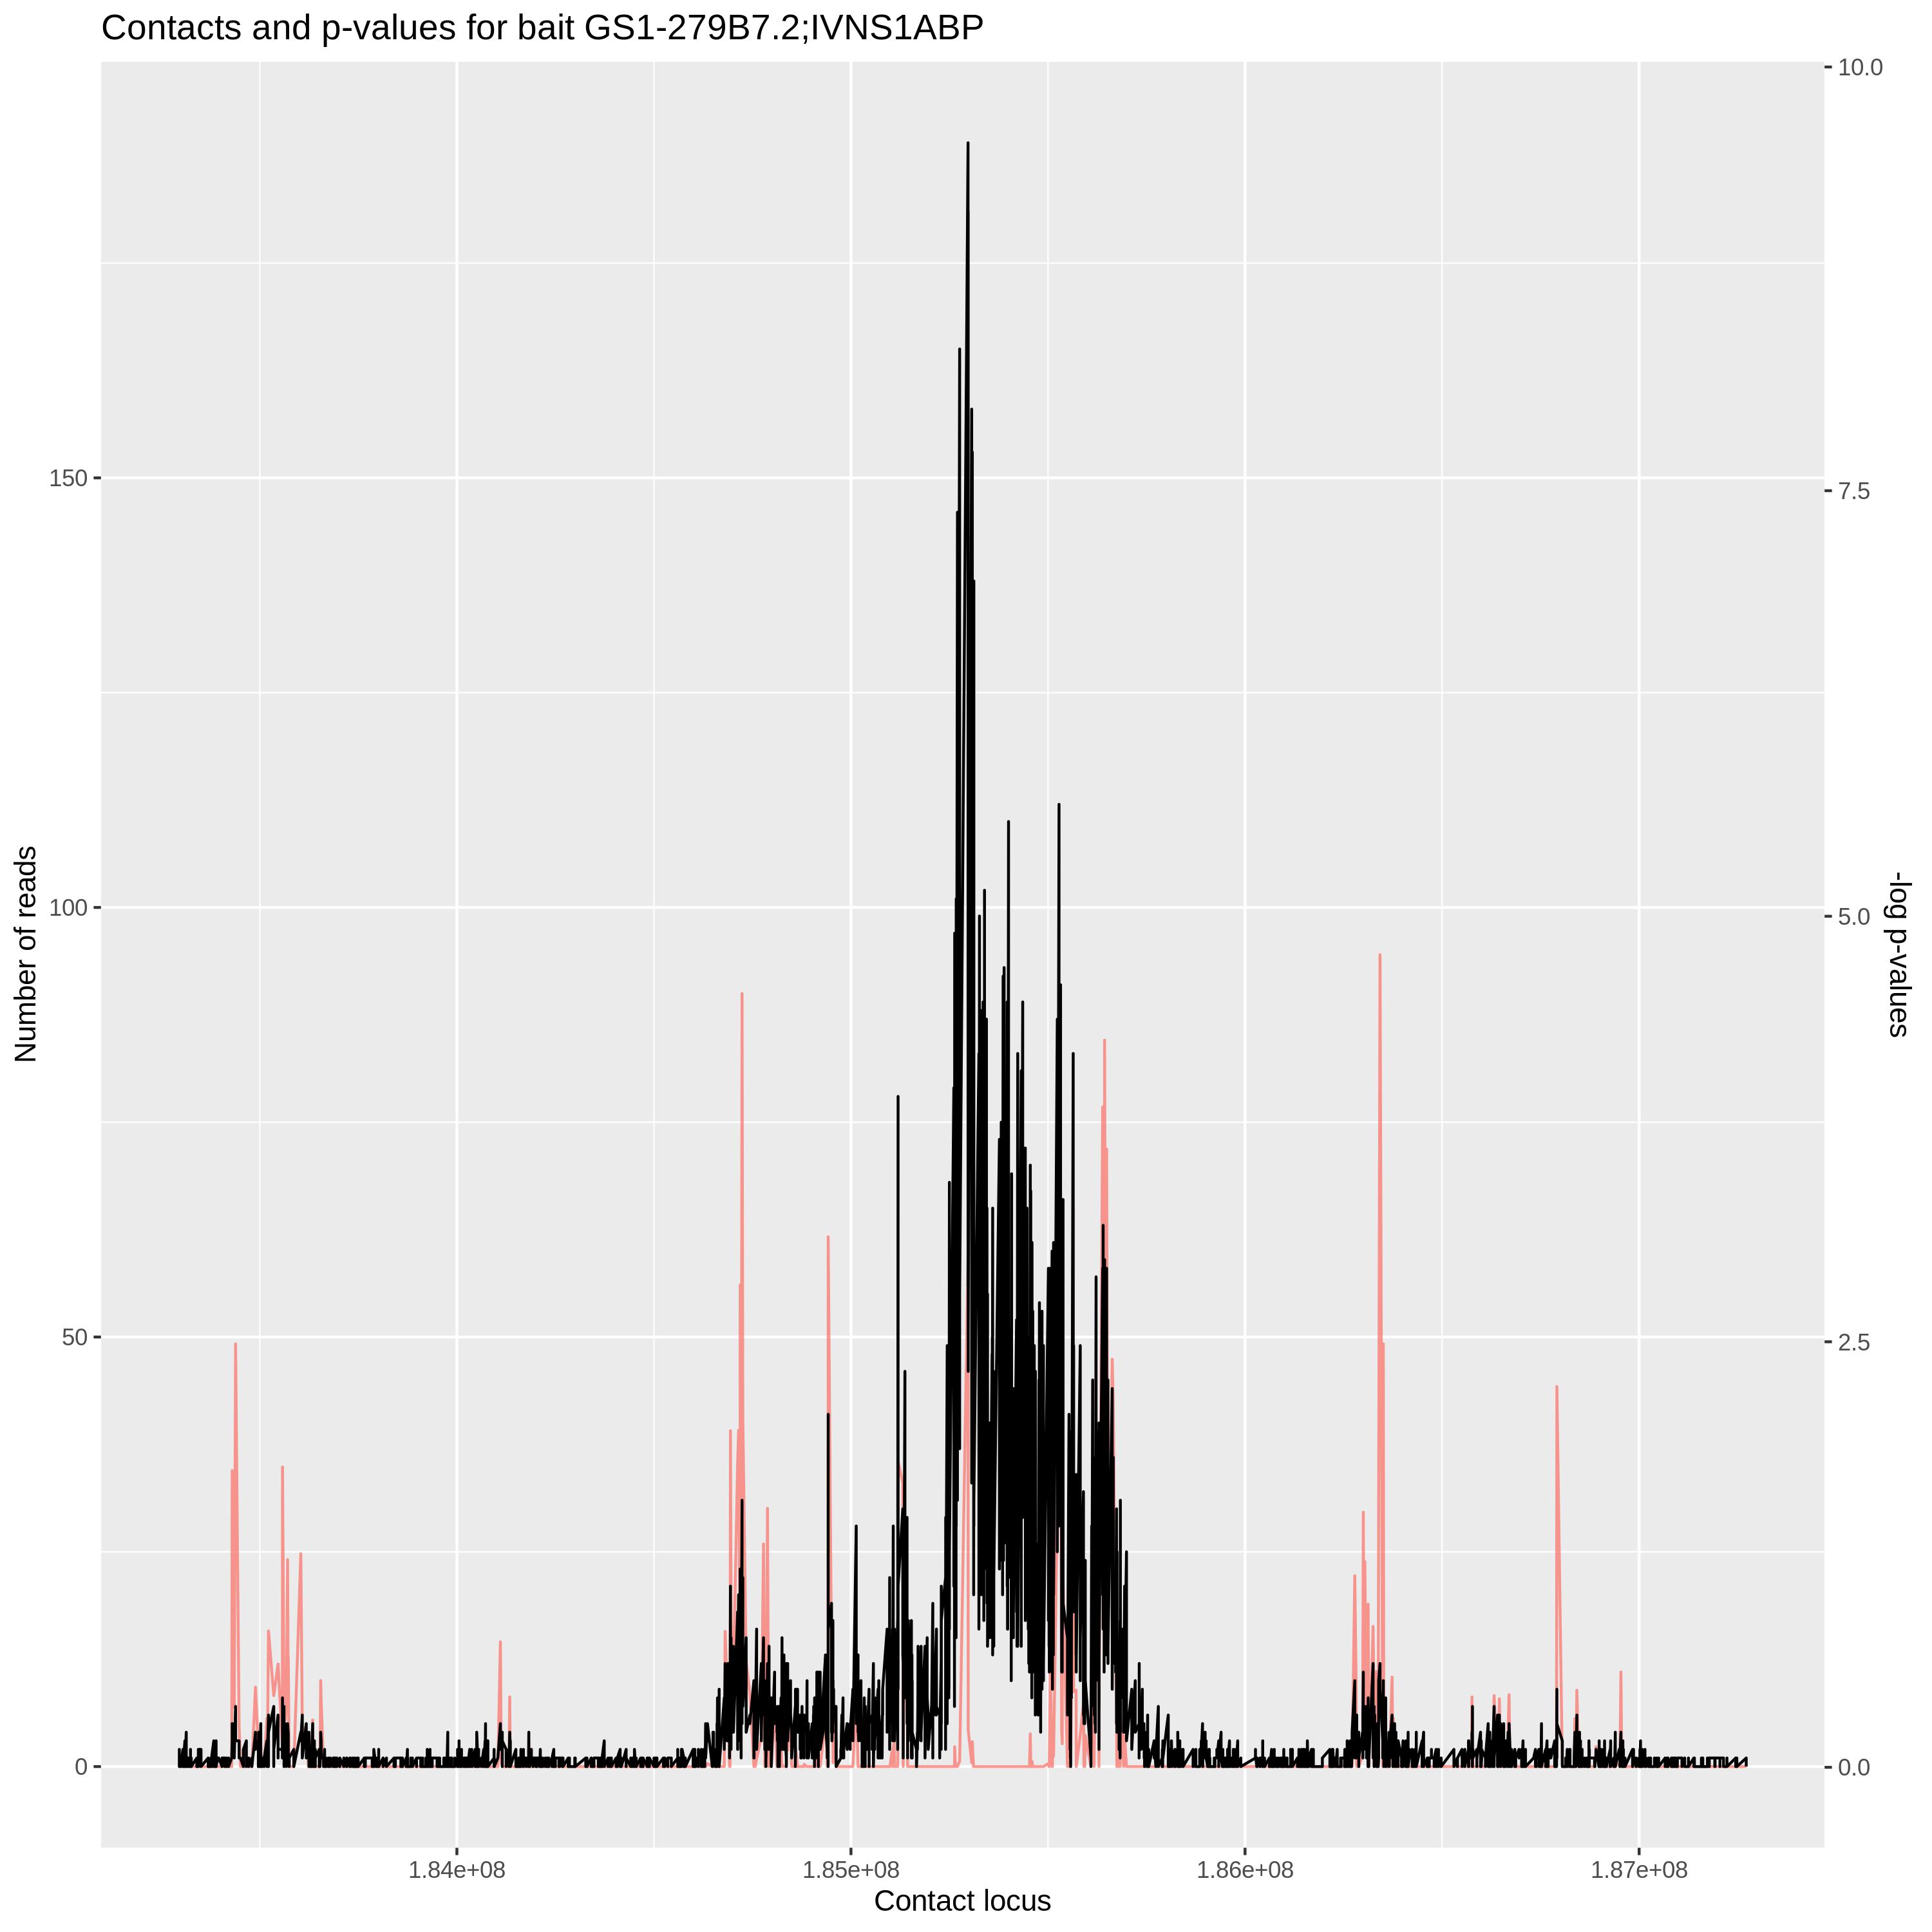 Contacts and p-values for bait GS1-279B7.2;IVNS1ABP
10.0
150
7.5
Number of reads
100
5.0
-log p-values
50
2.5
0
0.0
1.84e+08
1.85e+08
1.86e+08
1.87e+08
Contact locus